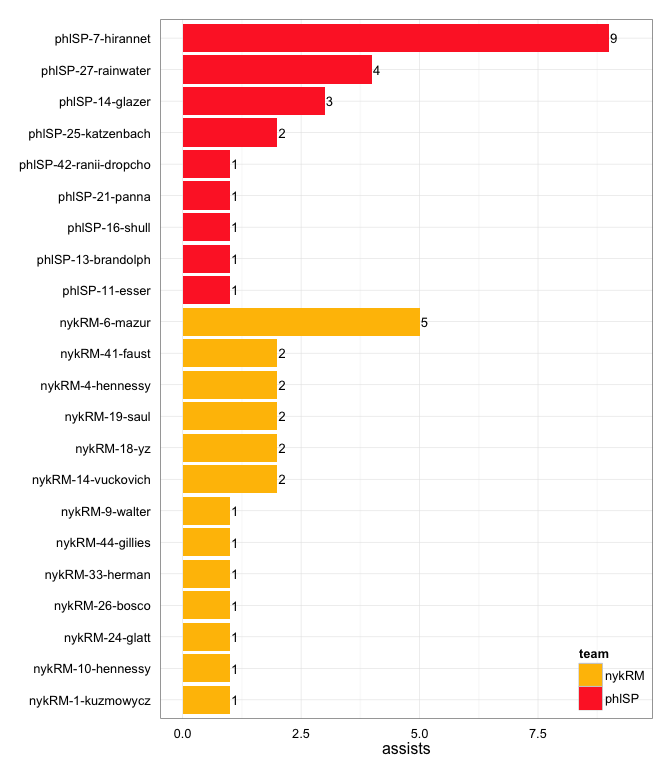 phlSP-7-hirannet 9
phlSP-27-rainwater 4
phlSP-14-glazer 3
phlSP-25-katzenbach 2
phlSP-42-ranii-dropcho 1
phlSP-21-panna 1
phlSP-16-shull 1
phlSP-13-brandolph 1
phlSP-11-esser 1
nykRM-6-mazur 5
nykRM-41-faust 2
nykRM-4-hennessy 2
nykRM-19-saul 2
nykRM-18-yz 2
nykRM-14-vuckovich 2
nykRM-9-walter 1
nykRM-44-gillies 1
nykRM-33-herman 1
nykRM-26-bosco 1
nykRM-24-glatt 1
nykRM-10-hennessy 1
nykRM-1-kuzmowycz 1
team
nykRM
phlSP
0.0 2.5 5.0 7.5
assists